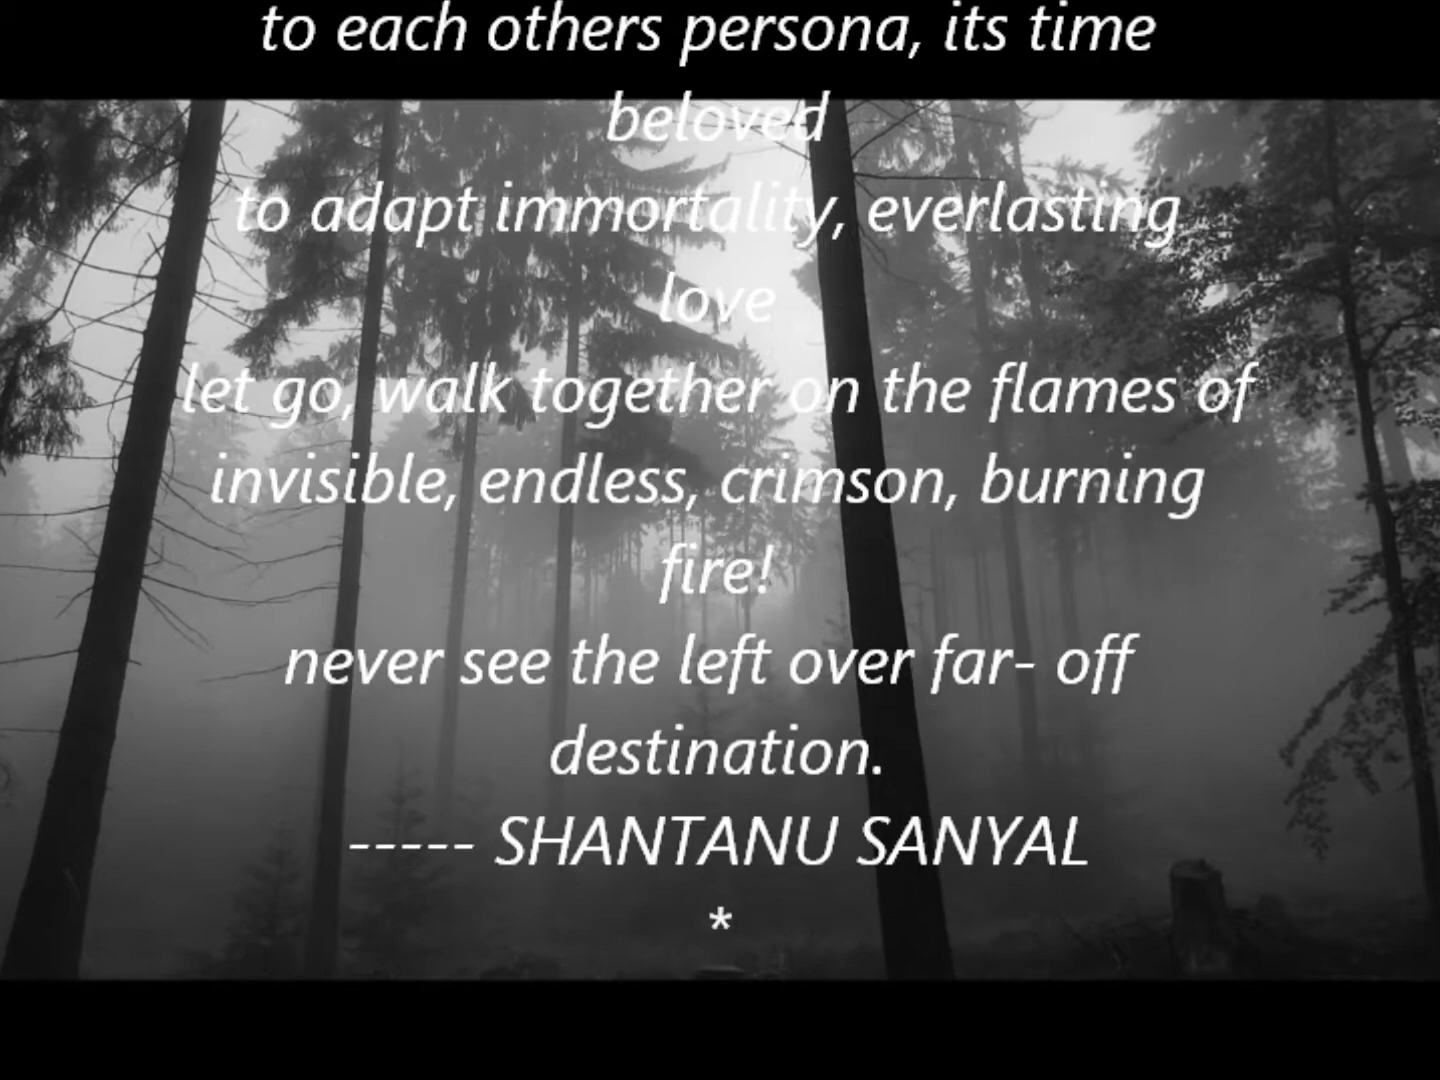 to each others persona, its time
beloved
to adapt immortality, everlasting
love
let go, walk together on the flames of
invisible, endless, crimson, burning
fire!
never see the left over far- off
destination.
----- SHANTANU SANYAL
*